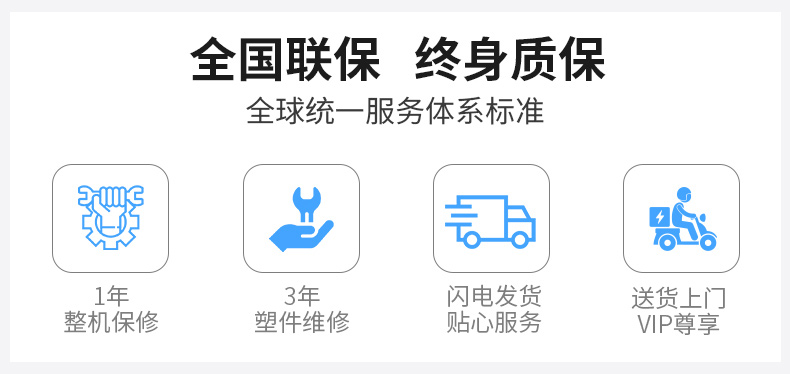 全国联保 终身质保
全球统一服务体系标准
1年
整机保修
3年
塑件维修
闪电发货
贴心服务
送货上门
VIP尊享